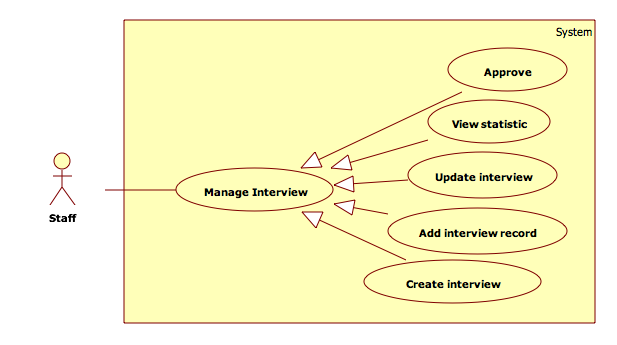 System
Approve
View statistic
Update interview
Manage Interview
Staff
Add interview record
Create interview